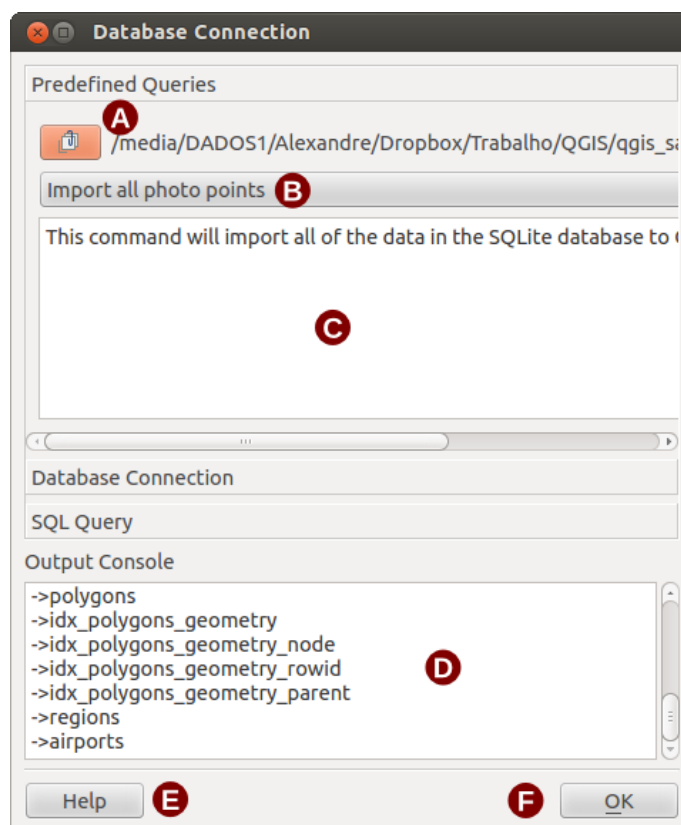 Database Connection
Predefined Queries
A
/media/DADOS1/Alexandre/Dropbox/Trabalho/QGIS/qgis_sa
Import all photo points B
This command will import all of the data in the SQLite database to
C
Database Connection
SQL Query
Output Console
->polygons
->idx_polygons_geometry
->idx_polygons_geometry_node
->idx_polygons_geometry_rowid
->idx_polygons_geometry_parent
->regions
->airports
D
Help E F OK